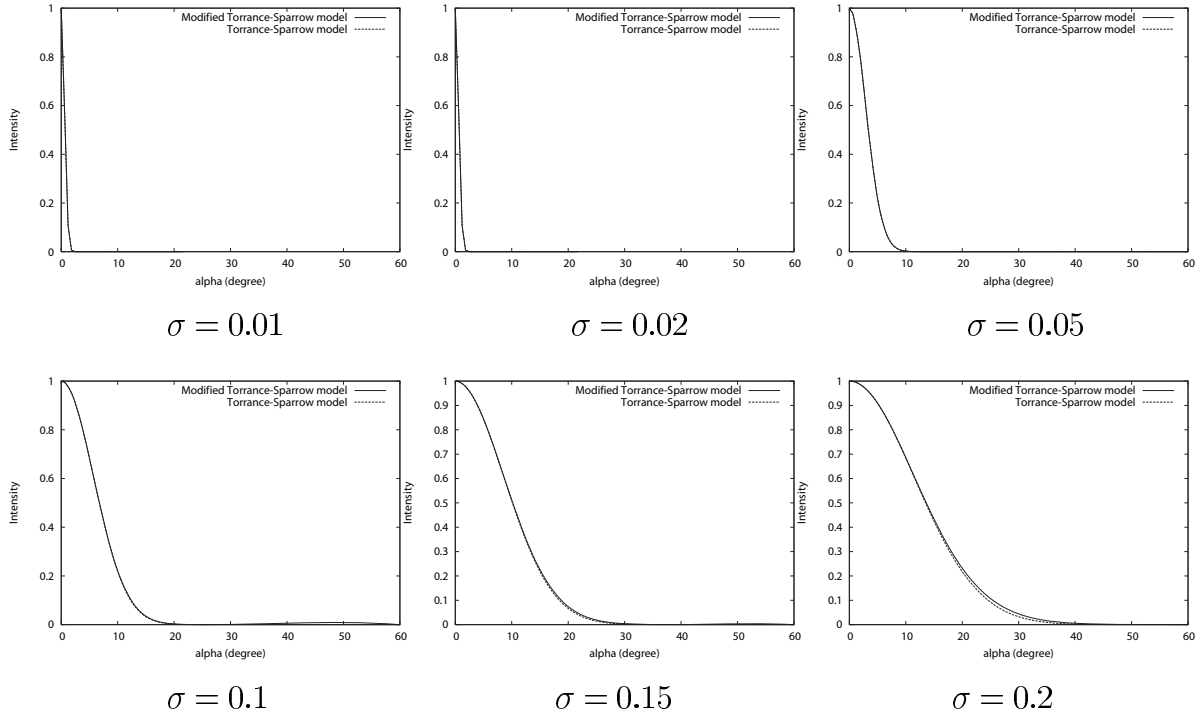 Modified Torrance-Sparrow model
Torrance-Sparrow model
1
0.8
0.6
0.4
0.2
0
Intensity
0 10 20 30 40 50 60
alpha (degree)
σ = 0.01
Modified Torrance-Sparrow model
Torrance-Sparrow model
1
0.8
0.6
0.4
0.2
0
Intensity
0 10 20 30 40 50 60
alpha (degree)
σ = 0.02
Modified Torrance-Sparrow model
Torrance-Sparrow model
1
0.8
0.6
0.4
0.2
0
Intensity
0 10 20 30 40 50 60
alpha (degree)
σ = 0.05
Modified Torrance-Sparrow model
Torrance-Sparrow model
1
0.8
0.6
0.4
0.2
0
Intensity
0 10 20 30 40 50 60
alpha (degree)
σ = 0.1
Modified Torrance-Sparrow model
Torrance-Sparrow model
1
0.9
0.8
0.7
0.6
0.5
0.4
0.3
0.2
0.1
0
Intensity
0 10 20 30 40 50 60
alpha (degree)
σ = 0.15
Modified Torrance-Sparrow model
Torrance-Sparrow model
1
0.9
0.8
0.7
0.6
0.5
0.4
0.3
0.2
0.1
0
Intensity
0 10 20 30 40 50 60
alpha (degree)
σ = 0.2